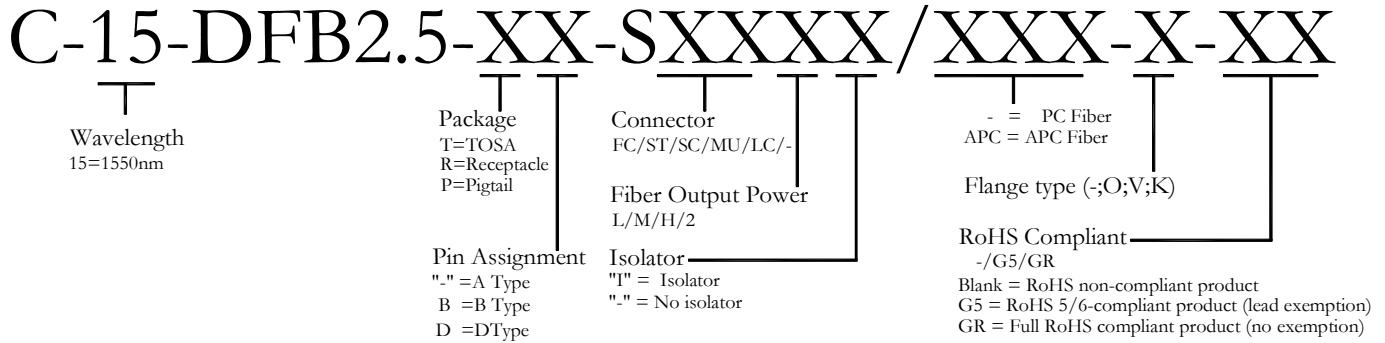 C-15-DFB2.5-XX-SXXXX/XXX-X-XX
Wavelength
15=1550nm
Package
T=TOSA
R=Receptacle
P=Pigtail
Pin Assignment
"-" =A Type
B =B Type
D =DType
Connector
FC/ST/SC/MU/LC/-
Fiber Output Power
L/M/H/2
Isolator
"I" = Isolator
"-" = No isolator
- = PC Fiber
APC = APC Fiber
Flange type (-;O;V;K)
RoHS Compliant
-/G5/GR
Blank = RoHS non-compliant product
G5 = RoHS 5/6-compliant product (lead exemption)
GR = Full RoHS compliant product (no exemption)